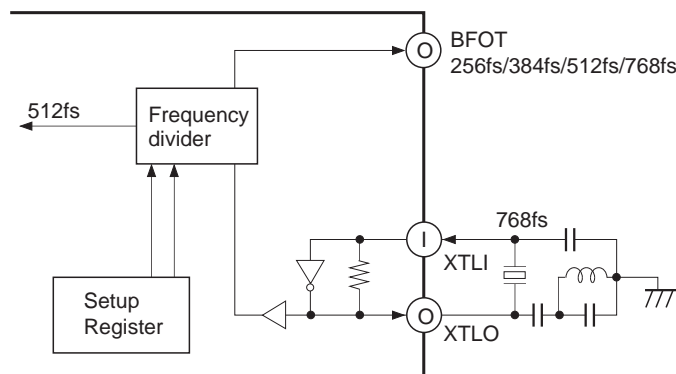 O
BFOT
256fs/384fs/512fs/768fs
512fs
Frequency
divider
768fs
I
XTLI
Setup
Register
O
XTLO